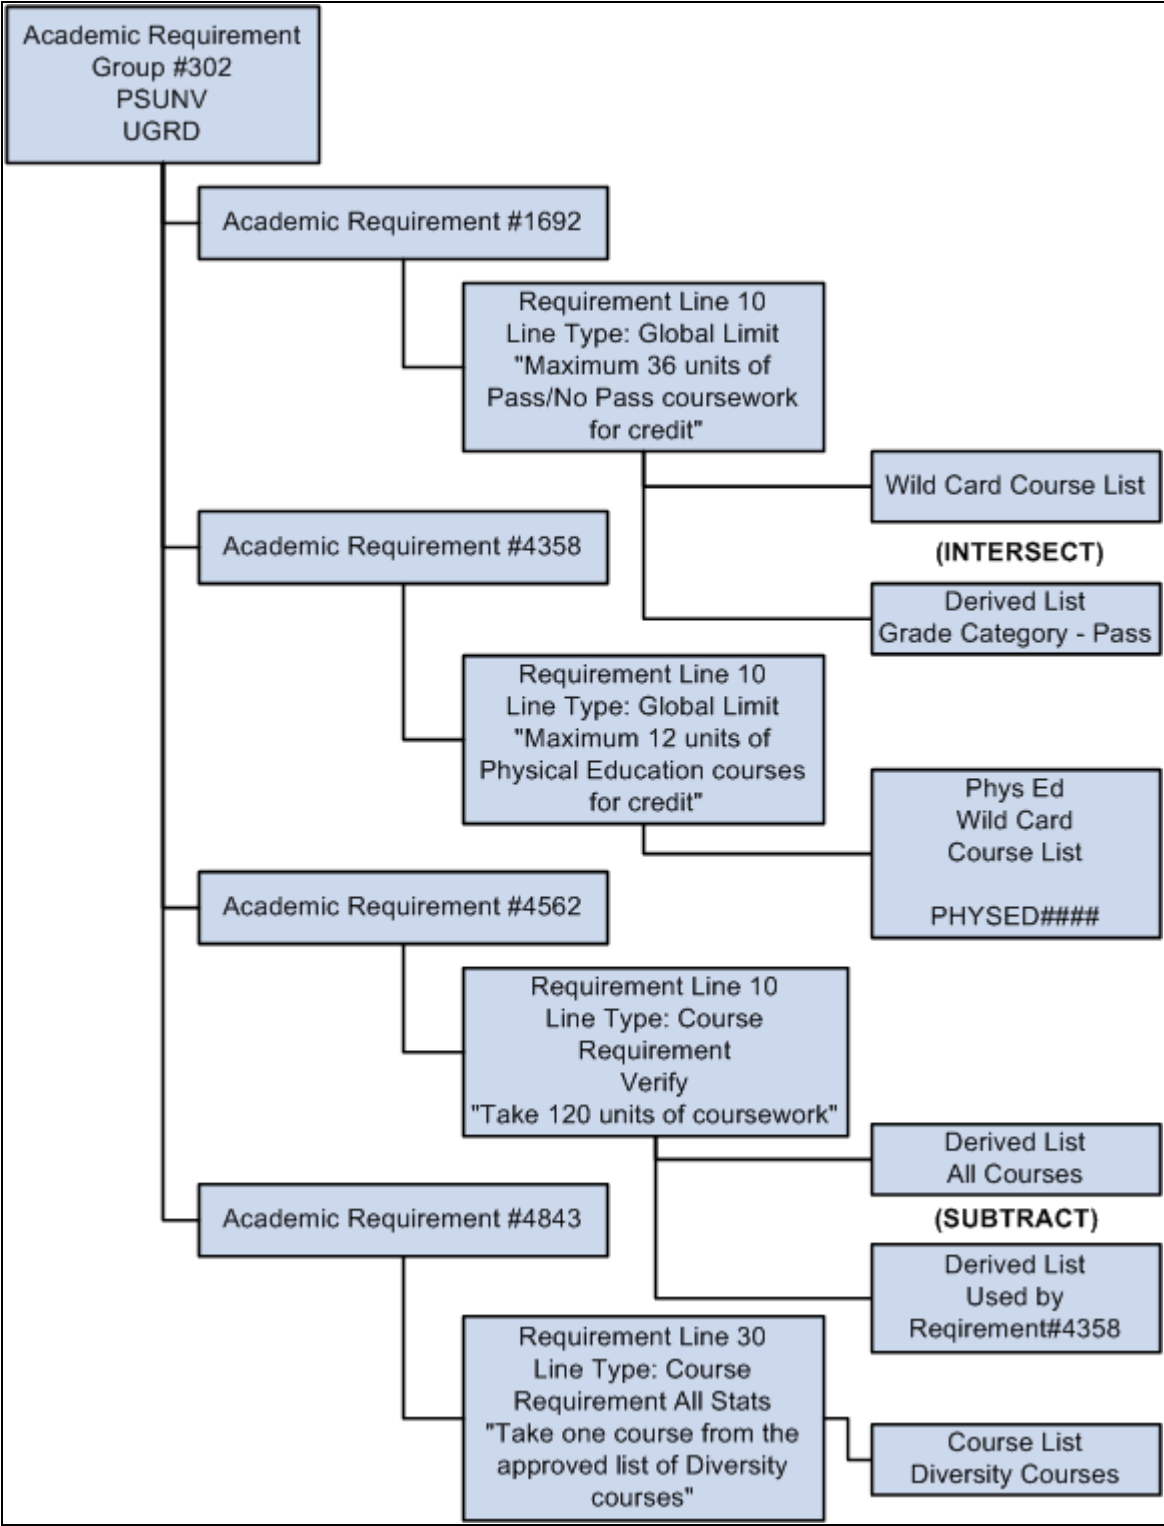 Academic Requirement
Group #302
PSUNV
UGRD
Academic Requirement #1692
Requirement Line 10
Line Type: Global Limit
"Maximum 36 units of
Pass/No Pass coursework
for credit"
Wild Card Course List
(INTERSECT)
Derived List
Grade Category - Pass
Academic Requirement #4358
Requirement Line 10
Line Type: Global Limit
"Maximum 12 units of
Physical Education courses
for credit"
Phys Ed
Wild Card
Course List
PHYSED####
Academic Requirement #4562
Requirement Line 10
Line Type: Course
Requirement
Verify
"Take 120 units of coursework"
Derived List
All Courses
(SUBTRACT)
Derived List
Used by
Reqirement#4358
Academic Requirement #4843
Requirement Line 30
Line Type: Course
Requirement All Stats
"Take one course from the
approved list of Diversity
courses"
Course List
Diversity Courses